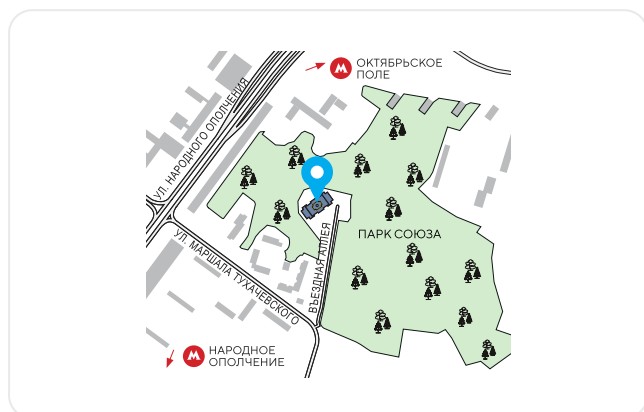 М ОКТЯБРЬСКОЕ
ПОЛЕ
УЛ. НАРОДНОГО ОПОЛЧЕНИЯ
ПАРК СОЮЗА
ВЪЕЗДНАЯ АЛЛЕЯ
УЛ. МАРШАЛА ТУХАЧЕВСКОГО
М НАРОДНОЕ
ОПОЛЧЕНИЕ